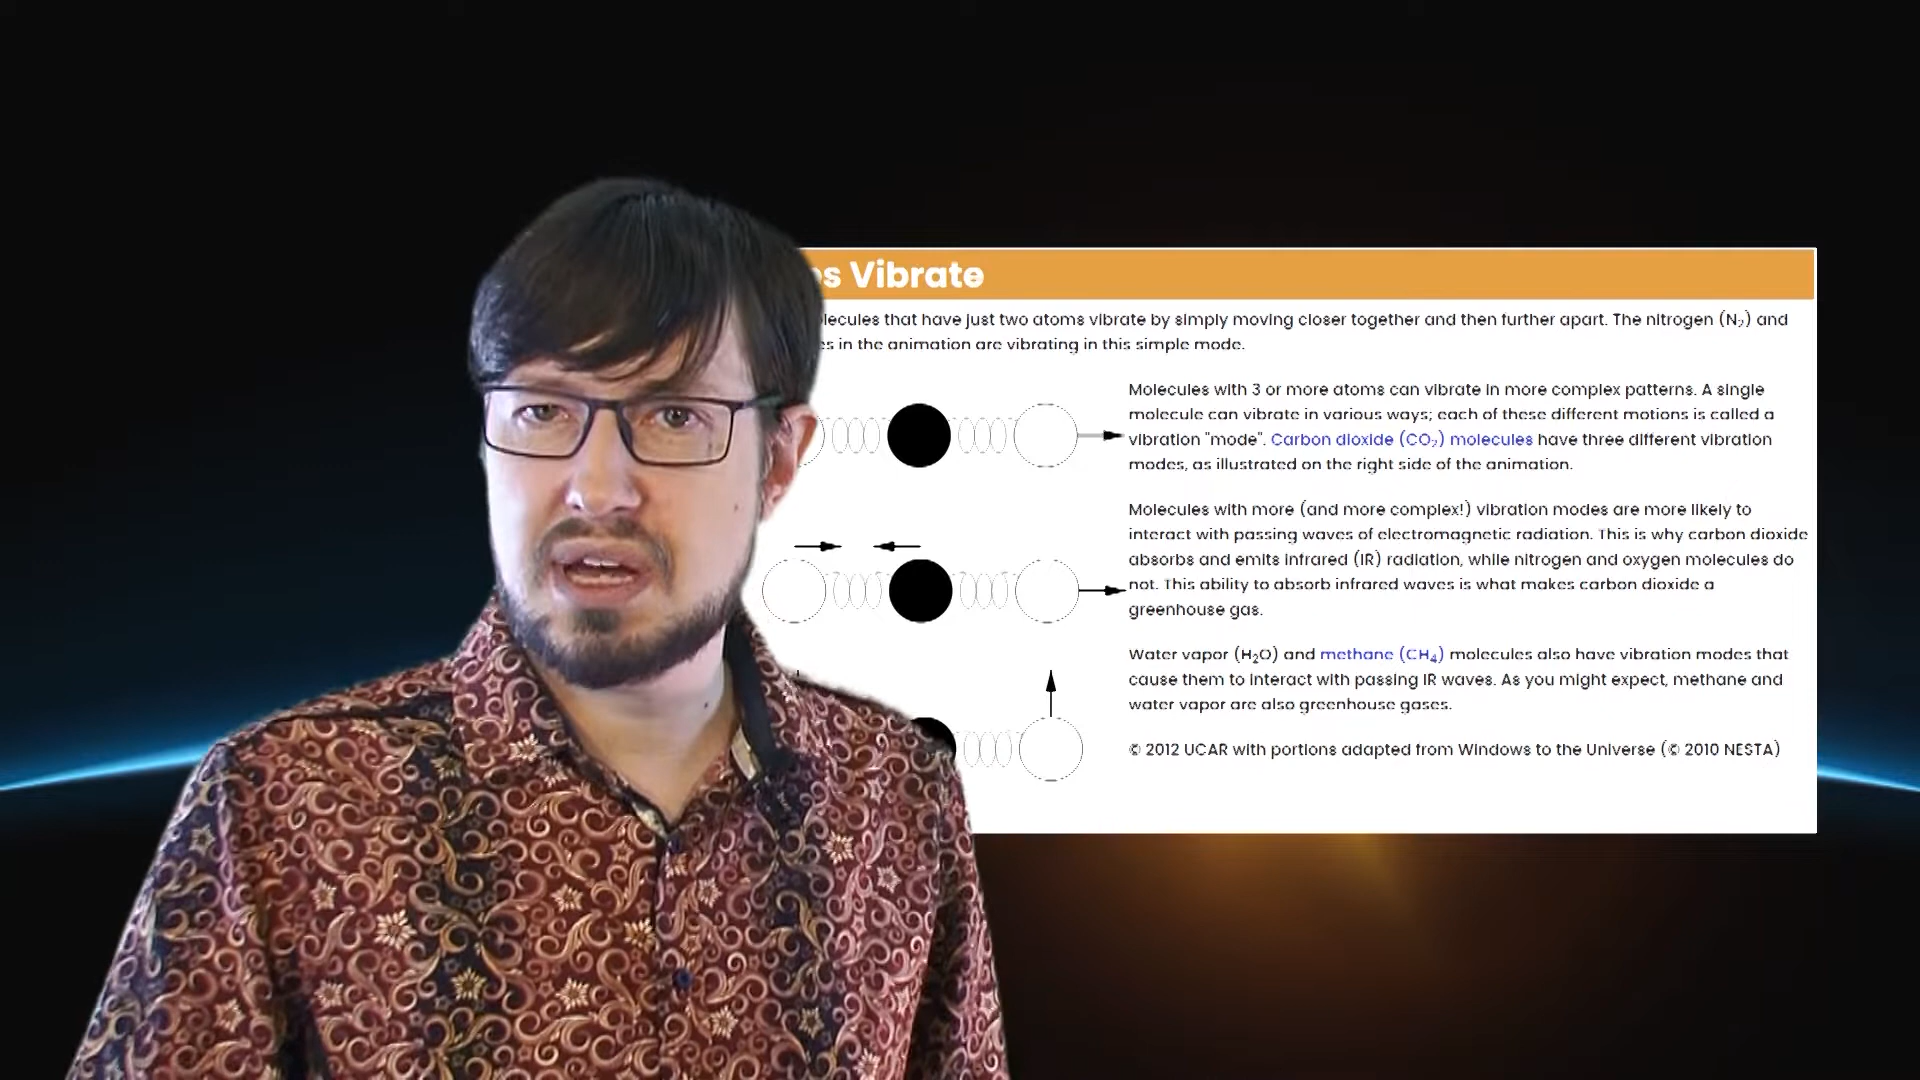 s Vibrate
lecules that have just two atoms vibrate by simply moving closer together and then further apart. The nitrogen (N₂) and
es in the animation are vibrating in this simple mode.
Molecules with 3 or more atoms can vibrate in more complex patterns. A single
molecule can vibrate in various ways; each of these different motions is called a
vibration "mode". Carbon dioxide (CO₂) molecules have three different vibration
modes, as illustrated on the right side of the animation.
Molecules with more (and more complex!) vibration modes are more likely to
interact with passing waves of electromagnetic radiation. This is why carbon dioxide
absorbs and emits infrared (IR) radiation, while nitrogen and oxygen molecules do
not. This ability to absorb infrared waves is what makes carbon dioxide a
greenhouse gas.
Water vapor (H₂O) and methane (CH₄) molecules also have vibration modes that
cause them to interact with passing IR waves. As you might expect, methane and
water vapor are also greenhouse gases.
© 2012 UCAR with portions adapted from Windows to the Universe (© 2010 NESTA)